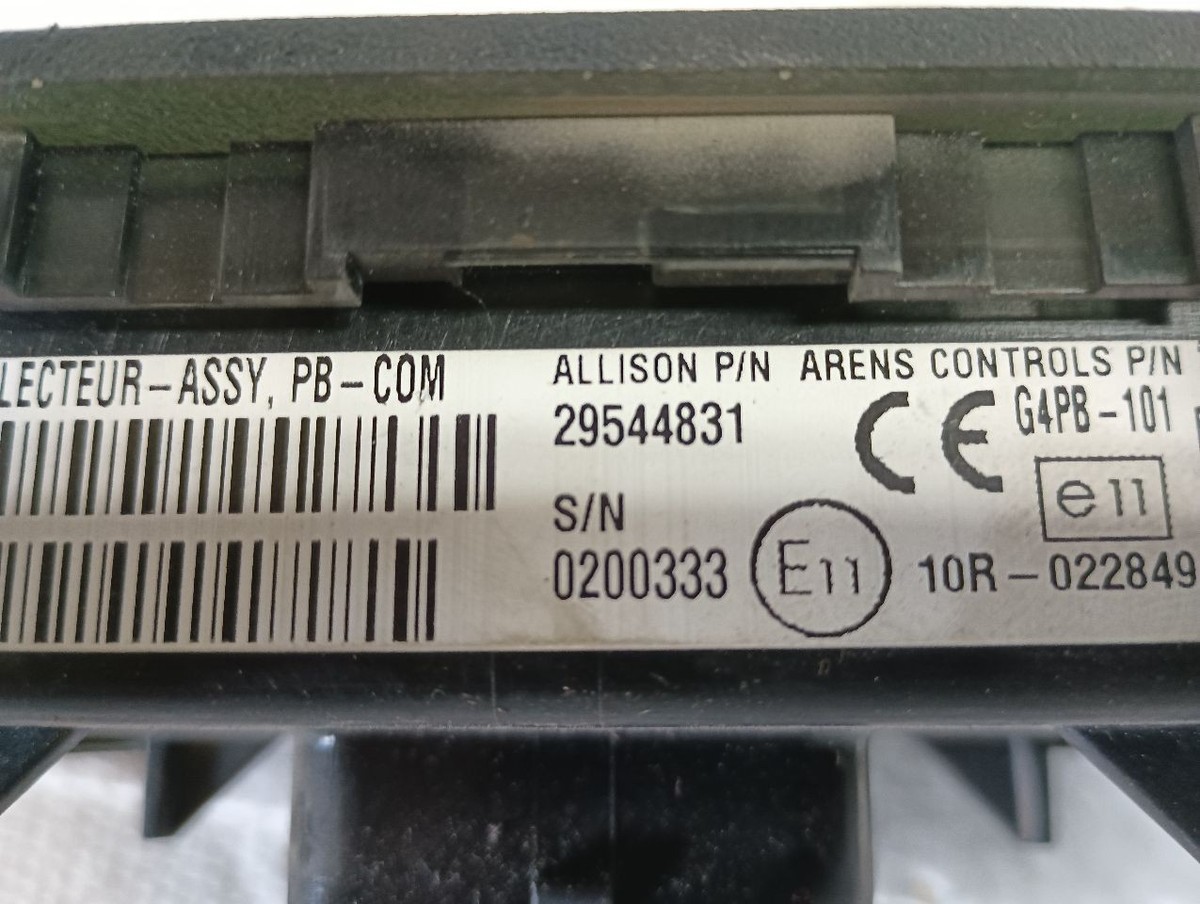 LECTEUR-ASSY, PB-COM
ALLISON P/N ARENS CONTROLS P/N
29544831 CE G4PB-101
e11
S/N
0200333 E11 10R-022849